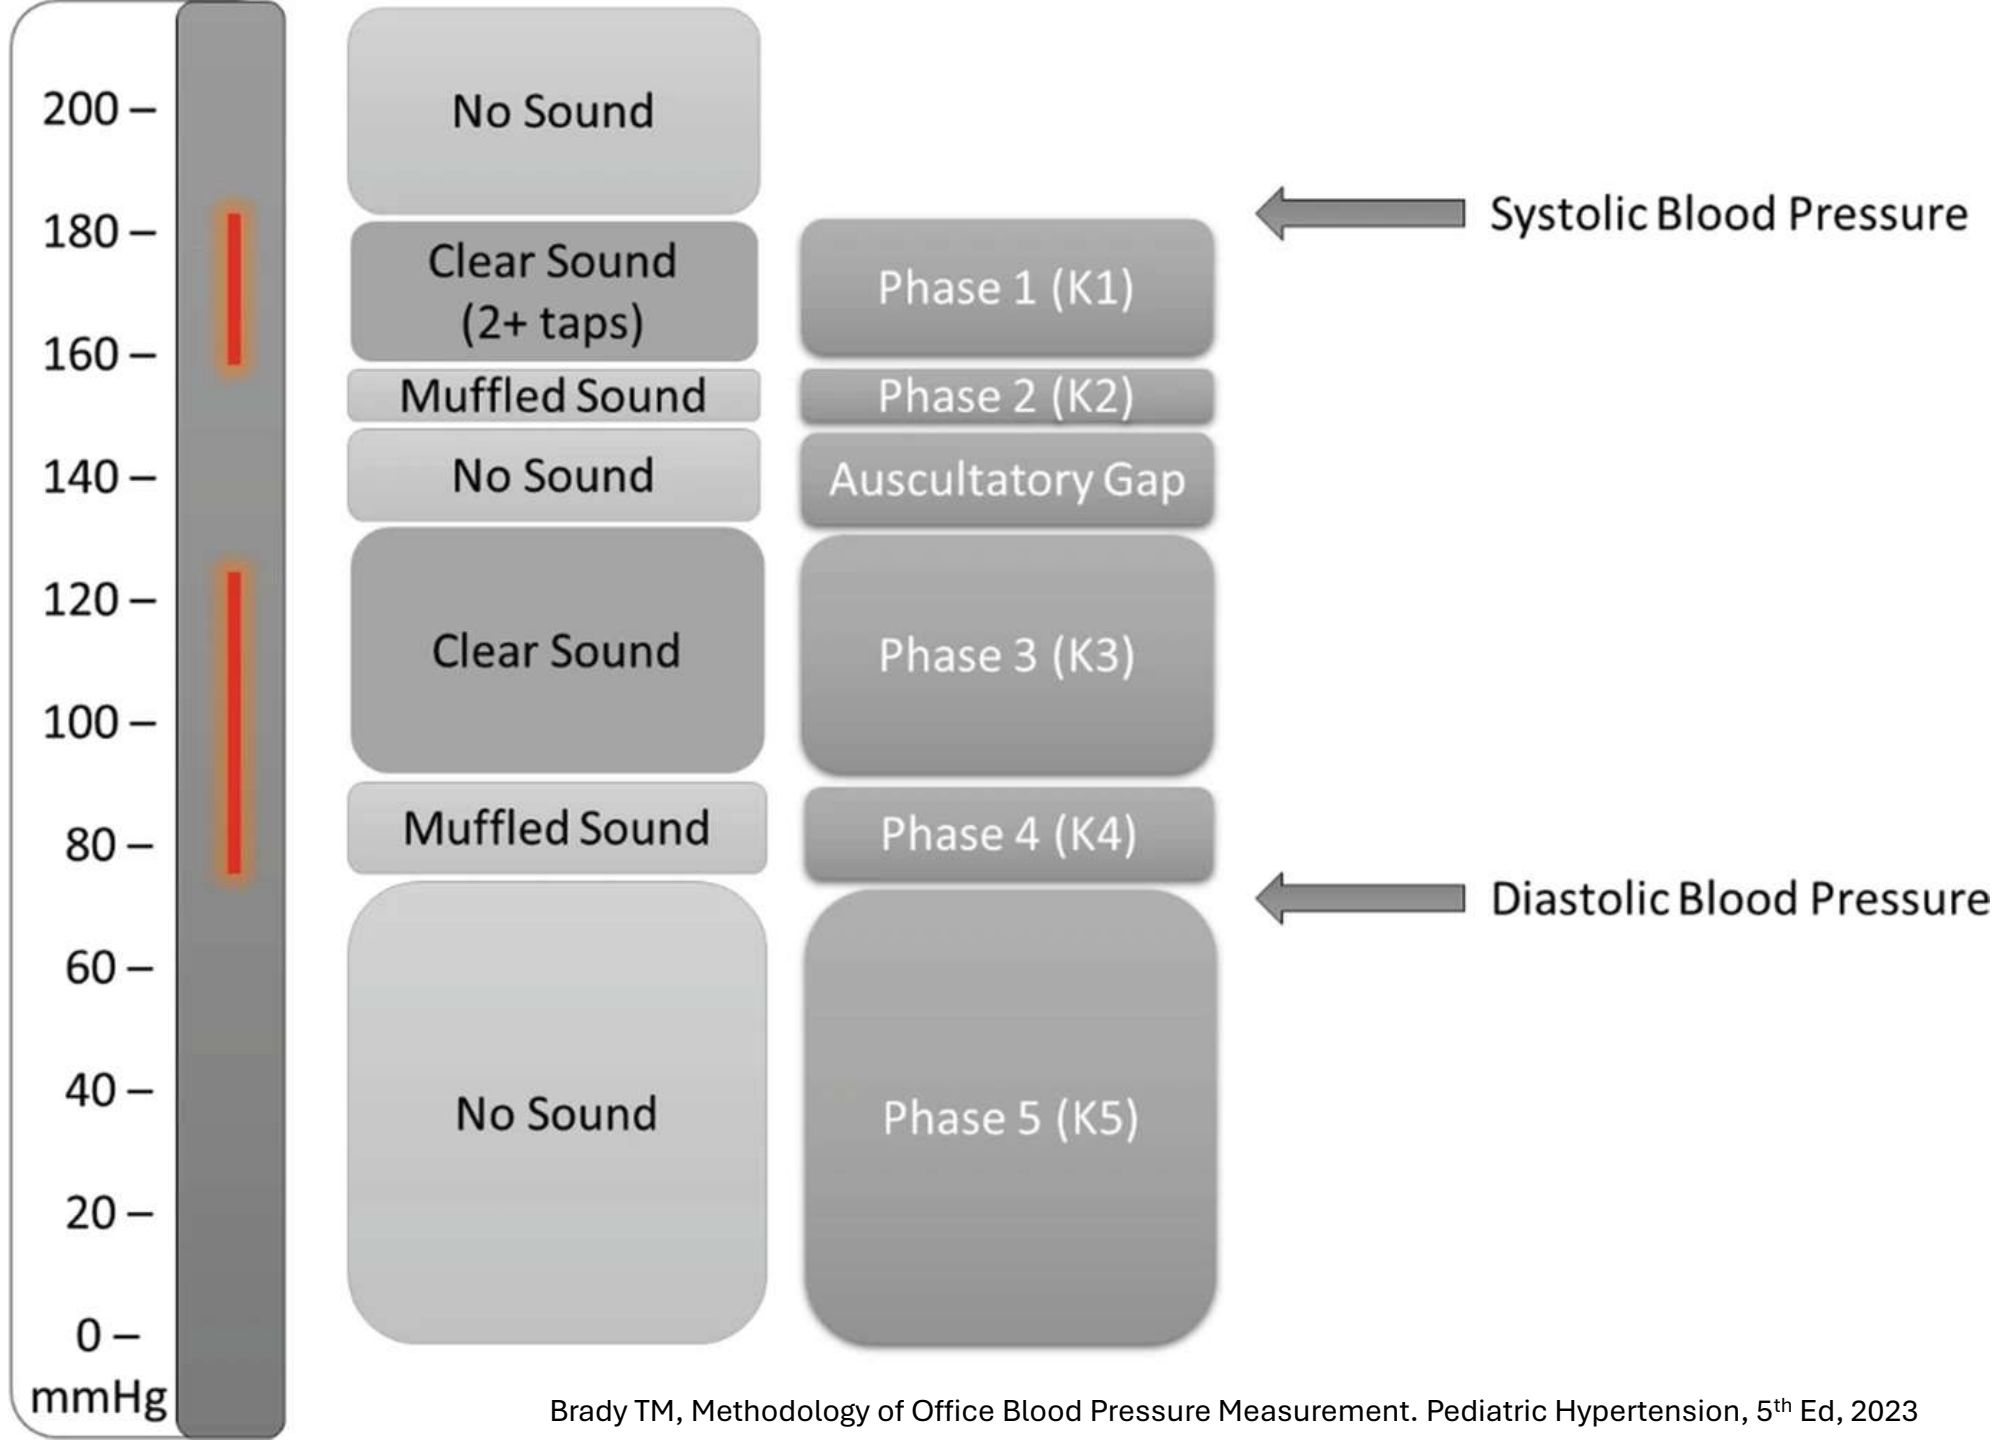 200 –
180 –
160 –
140 –
120 –
100 –
80 –
60 –
40 –
20 –
0 –
mmHg
No Sound
Clear Sound
(2+ taps)
Muffled Sound
No Sound
Clear Sound
Muffled Sound
No Sound
Phase 1 (K1)
Phase 2 (K2)
Auscultatory Gap
Phase 3 (K3)
Phase 4 (K4)
Phase 5 (K5)
Systolic Blood Pressure
Diastolic Blood Pressure
Brady TM, Methodology of Office Blood Pressure Measurement. Pediatric Hypertension, 5th Ed, 2023